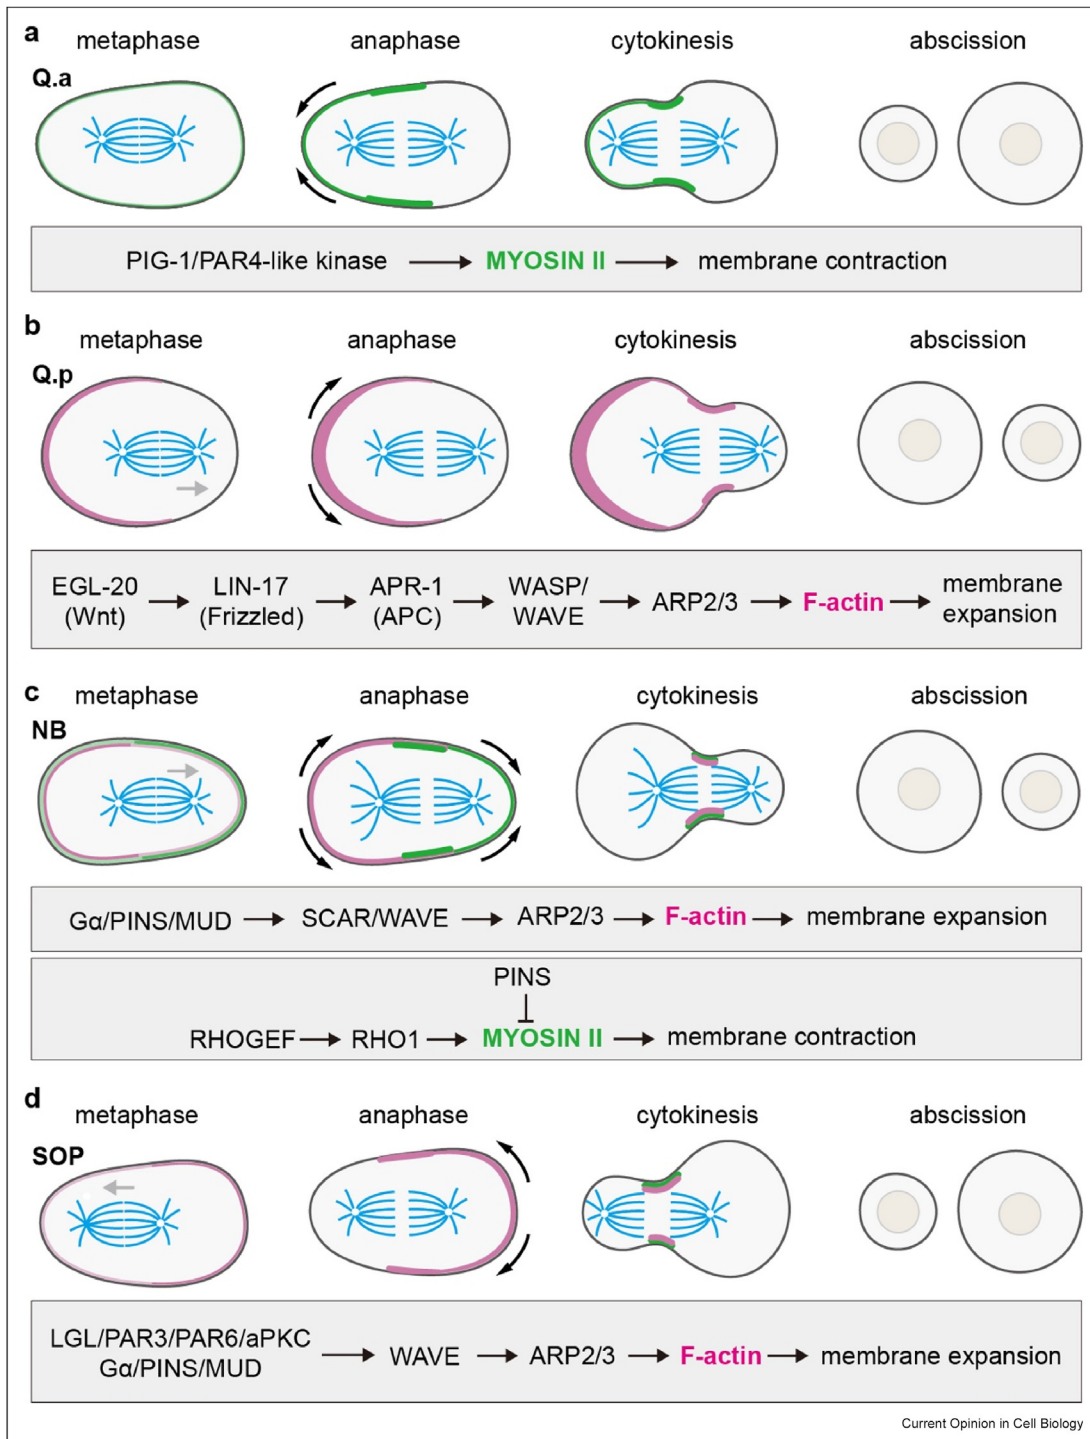 a
metaphase anaphase cytokinesis abscission
Q.a
PIG-1/PAR4-like kinase → MYOSIN II → membrane contraction
b
metaphase anaphase cytokinesis abscission
Q.p
EGL-20 → LIN-17 → APR-1 → WASP/ → ARP2/3 → F-actin → membrane
(Wnt) (Frizzled) (APC) WAVE expansion
c
metaphase anaphase cytokinesis abscission
NB
Gα/PINS/MUD → SCAR/WAVE → ARP2/3 → F-actin → membrane expansion
PINS
RHOGEF → RHO1 → MYOSIN II → membrane contraction
d
metaphase anaphase cytokinesis abscission
SOP
LGL/PAR3/PAR6/aPKC
Gα/PINS/MUD → WAVE → ARP2/3 → F-actin → membrane expansion
Current Opinion in Cell Biology